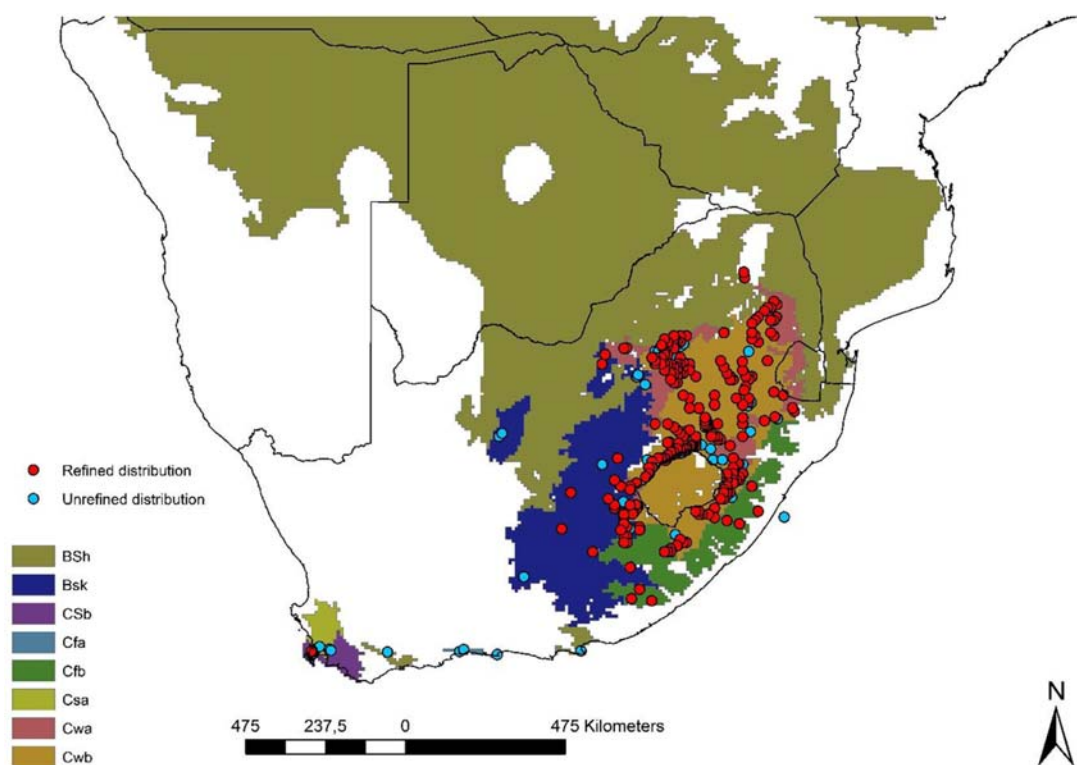 Refined distribution
Unrefined distribution
BSh
Bsk
CSb
Cfa
Cfb
Csa
Cwa
Cwb
475 237,5 0 475 Kilometers
N